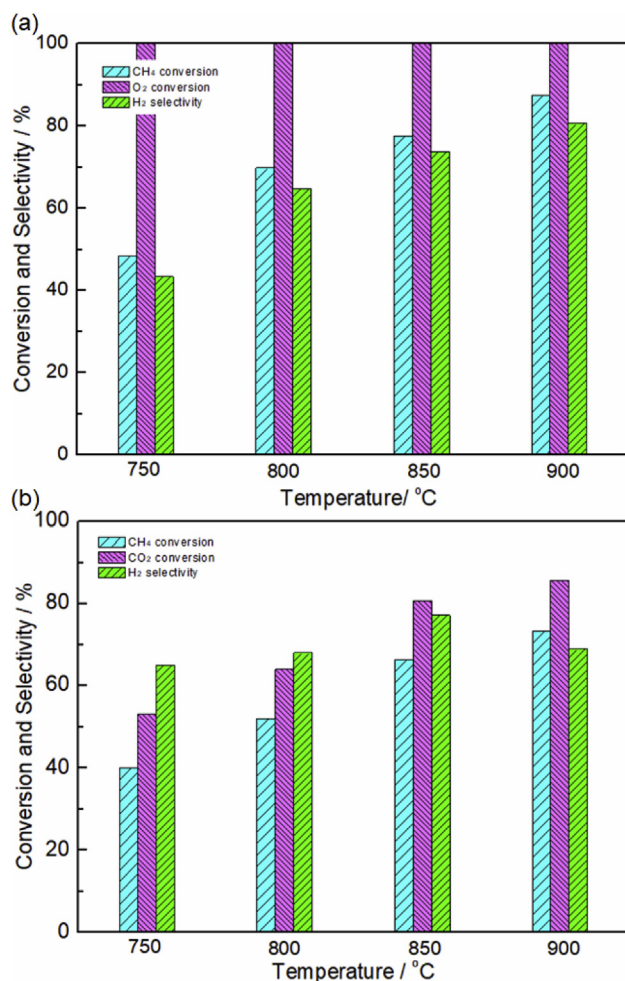 (a)
100
80
60
40
20
0
Conversion and Selectivity / %
CH₄ conversion
O₂ conversion
H₂ selectivity
750 800 850 900
Temperature/ °C
(b)
100
80
60
40
20
0
Conversion and Selectivity / %
CH₄ conversion
CO₂ conversion
H₂ selectivity
750 800 850 900
Temperature / °C